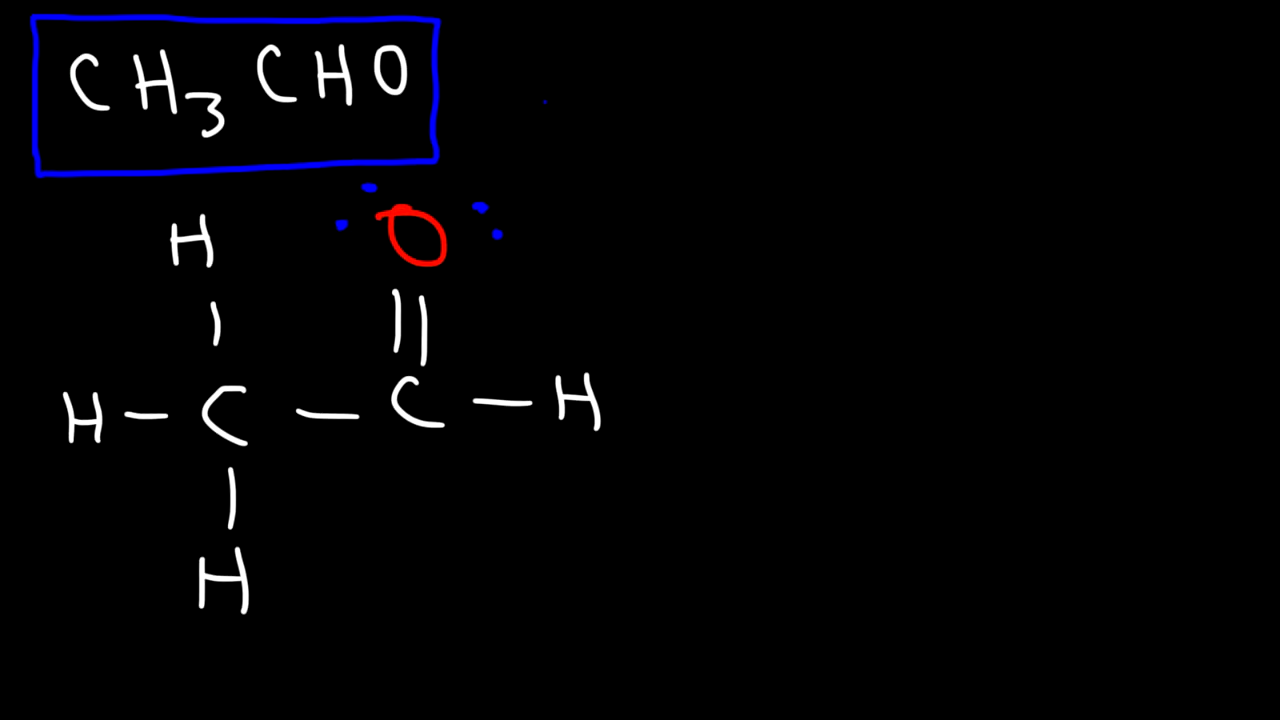 CH₃CHO
H O
H - C - C - H
H